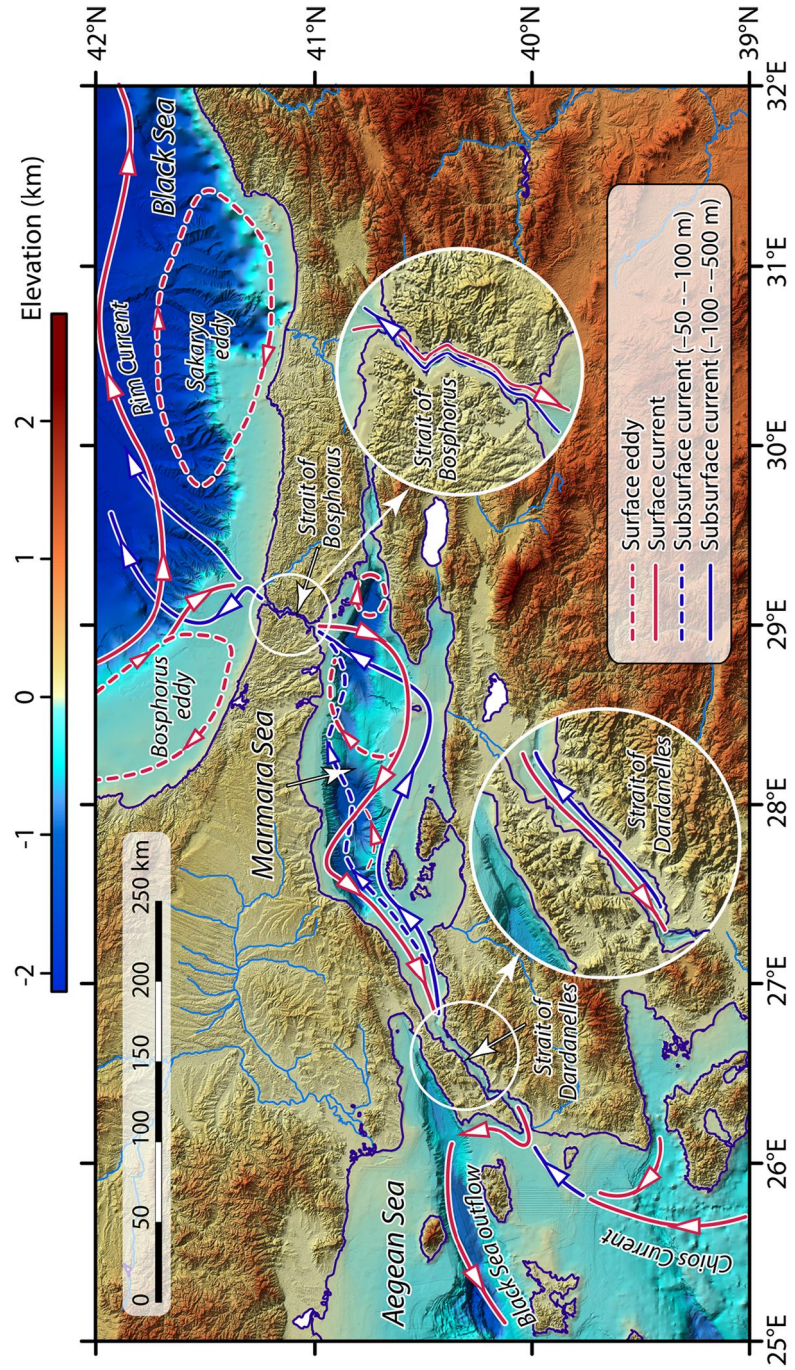 Elevation (km)
-2
-1
0
1
2
0
50
100
150
200
250 km
42°N
41°N
40°N
39°N
25°E
26°E
27°E
28°E
29°E
30°E
31°E
32°E
Black Sea
Rim Current
Sakarya
eddy
Bosphorus
eddy
Strait of
Bosphorus
Marmara Sea
Strait of
Bosphorus
Strait of
Dardanelles
Strait of
Dardanelles
Aegean Sea
Black Sea outflow
Chios Current
Surface eddy
Surface current
Subsurface current (–50 - –100 m)
Subsurface current (–100 - –500 m)